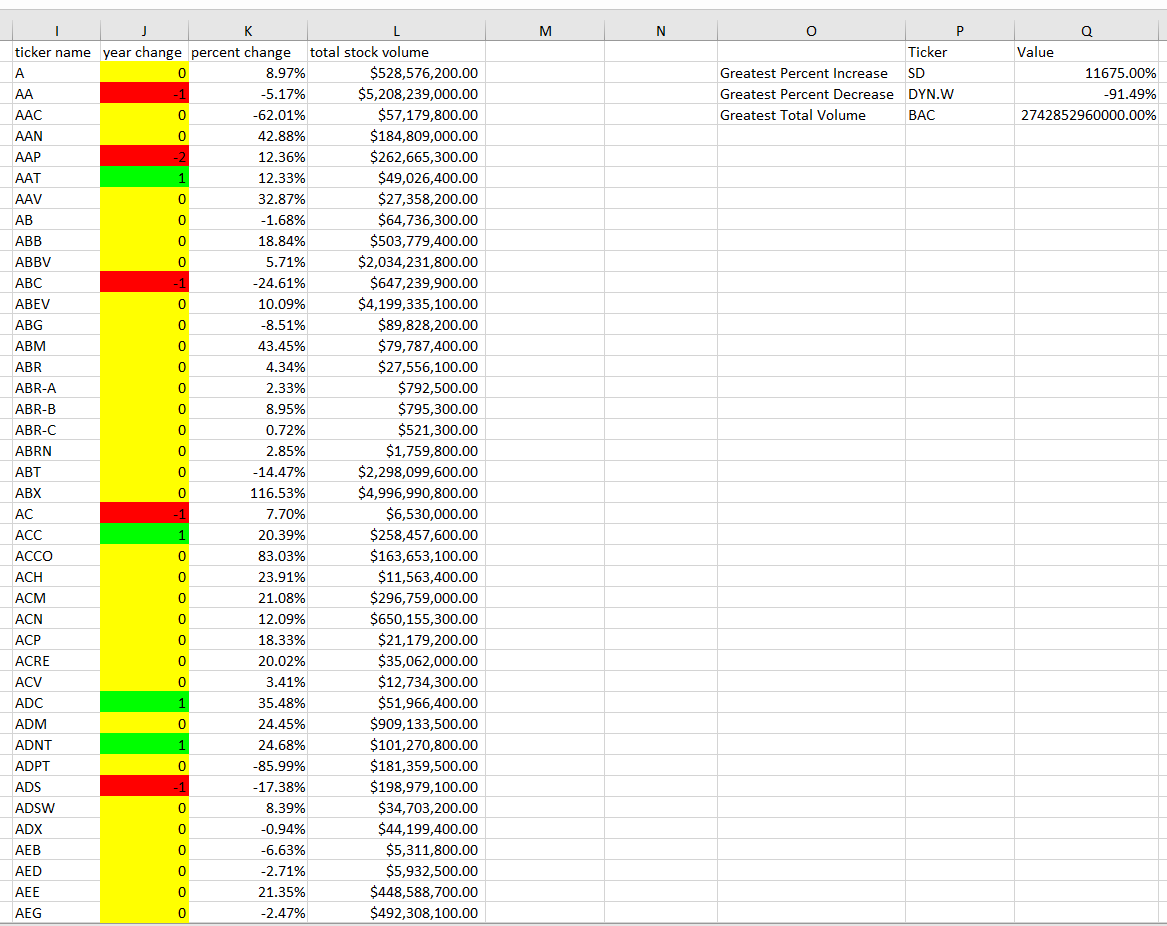 I J K L M N O P Q
ticker name year change percent change total stock volume Ticker Value
A 0 8.97% $528,576,200.00 Greatest Percent Increase SD 11675.00%
AA -1 -5.17% $5,208,239,000.00 Greatest Percent Decrease DYN.W -91.49%
AAC 0 -62.01% $57,179,800.00 Greatest Total Volume BAC 2742852960000.00%
AAN 0 42.88% $184,809,000.00
AAP -2 12.36% $262,665,300.00
AAT 1 12.33% $49,026,400.00
AAV 0 32.87% $27,358,200.00
AB 0 -1.68% $64,736,300.00
ABB 0 18.84% $503,779,400.00
ABBV 0 5.71% $2,034,231,800.00
ABC -1 -24.61% $647,239,900.00
ABEV 0 10.09% $4,199,335,100.00
ABG 0 -8.51% $89,828,200.00
ABM 0 43.45% $79,787,400.00
ABR 0 4.34% $27,556,100.00
ABR-A 0 2.33% $792,500.00
ABR-B 0 8.95% $795,300.00
ABR-C 0 0.72% $521,300.00
ABRN 0 2.85% $1,759,800.00
ABT 0 -14.47% $2,298,099,600.00
ABX 0 116.53% $4,996,990,800.00
AC -1 7.70% $6,530,000.00
ACC 1 20.39% $258,457,600.00
ACCO 0 83.03% $163,653,100.00
ACH 0 23.91% $11,563,400.00
ACM 0 21.08% $296,759,000.00
ACN 0 12.09% $650,155,300.00
ACP 0 18.33% $21,179,200.00
ACRE 0 20.02% $35,062,000.00
ACV 0 3.41% $12,734,300.00
ADC 1 35.48% $51,966,400.00
ADM 0 24.45% $909,133,500.00
ADNT 1 24.68% $101,270,800.00
ADPT 0 -85.99% $181,359,500.00
ADS -1 -17.38% $198,979,100.00
ADSW 0 8.39% $34,703,200.00
ADX 0 -0.94% $44,199,400.00
AEB 0 -6.63% $5,311,800.00
AED 0 -2.71% $5,932,500.00
AEE 0 21.35% $448,588,700.00
AEG 0 -2.47% $492,308,100.00